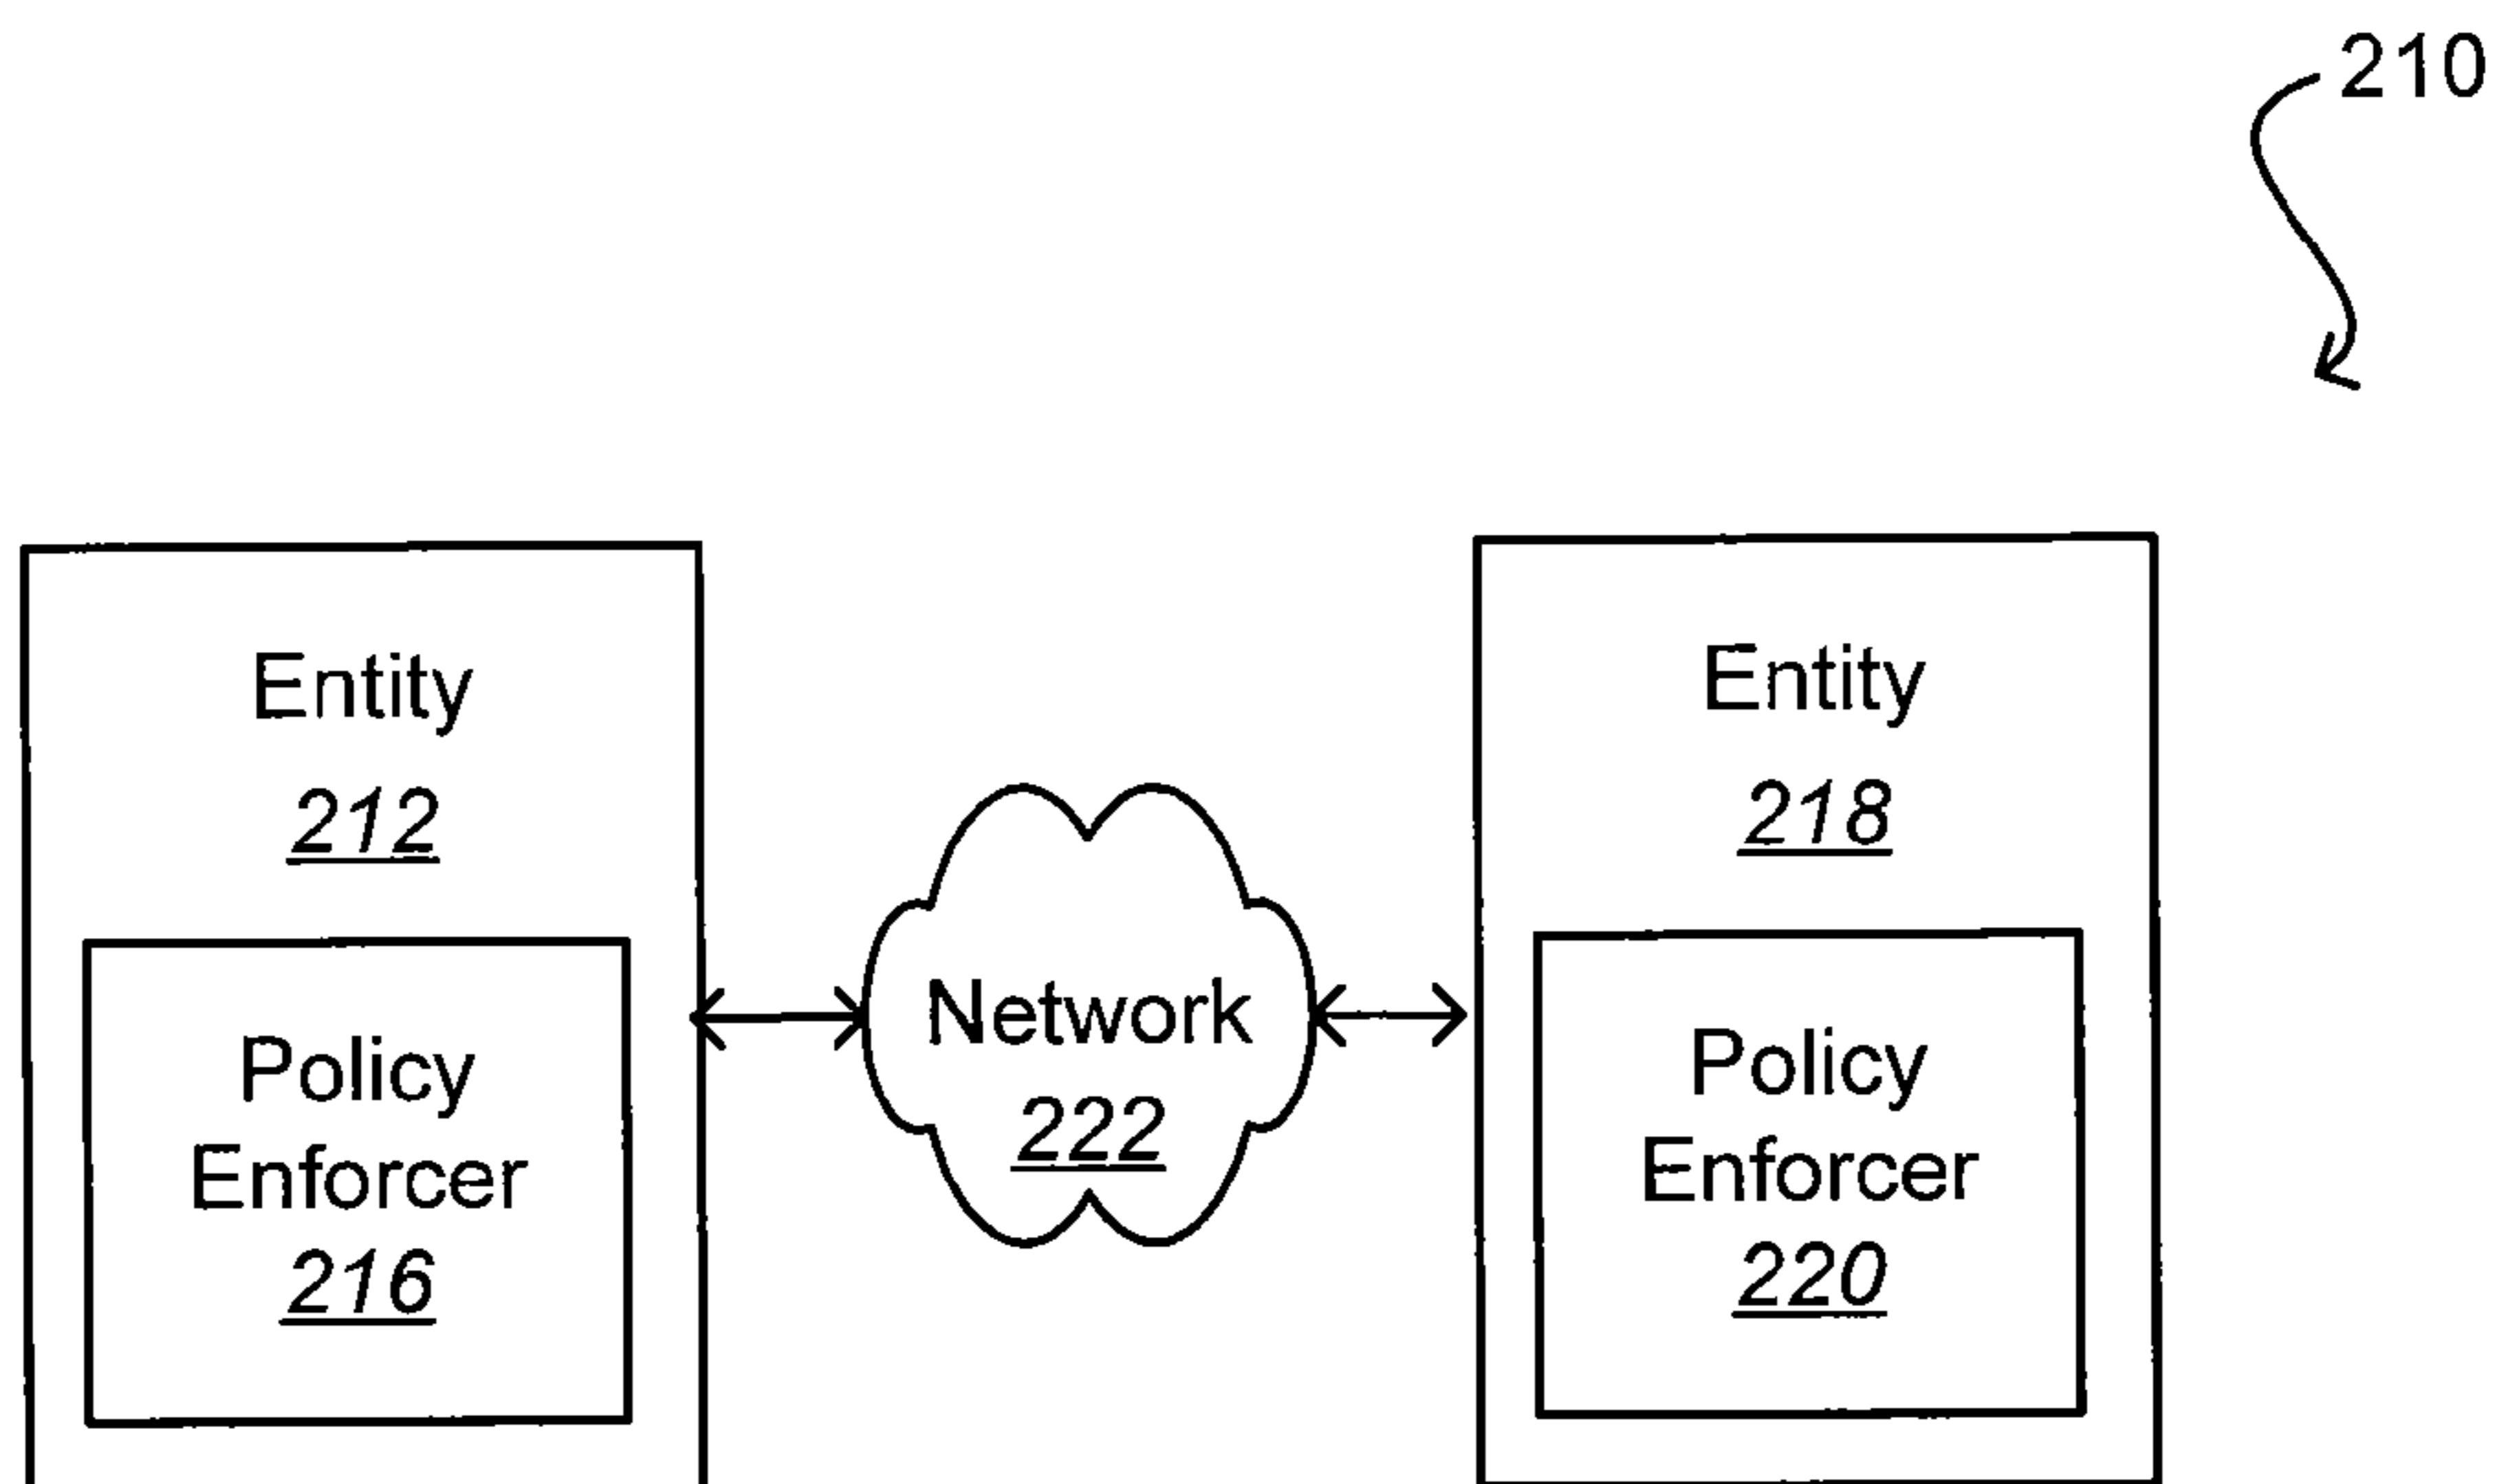 210
Entity
212
Policy
Enforcer
216
Network
222
Entity
218
Policy
Enforcer
220